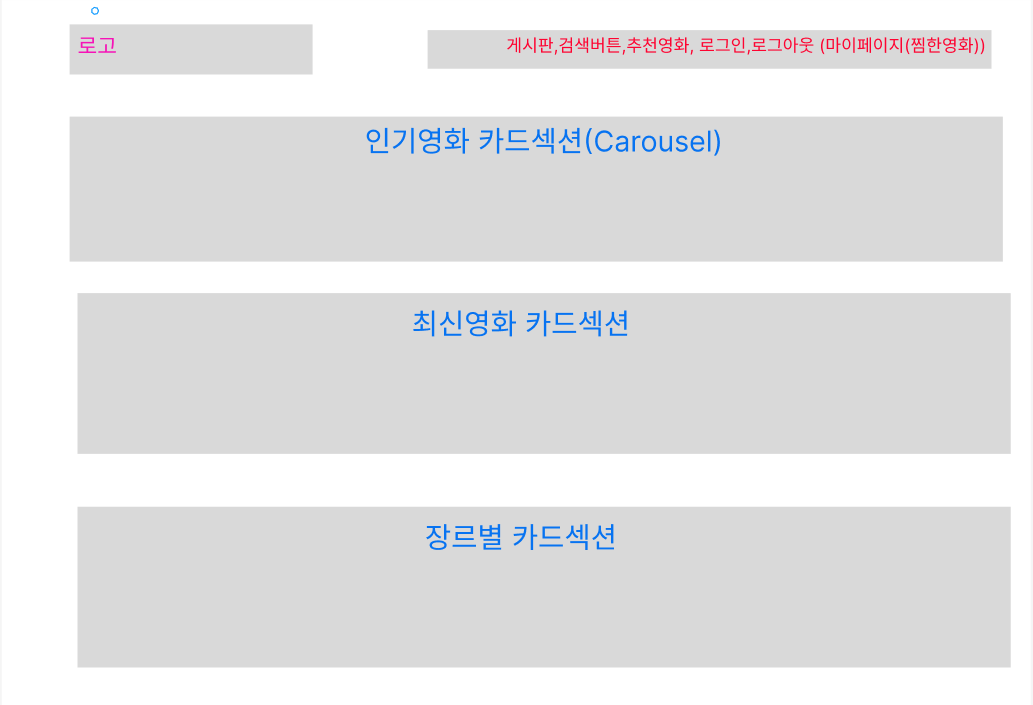 로고
게시판,검색버튼,추천영화, 로그인,로그아웃 (마이페이지(찜한영화))
인기영화 카드섹션(Carousel)
최신영화 카드섹션
장르별 카드섹션